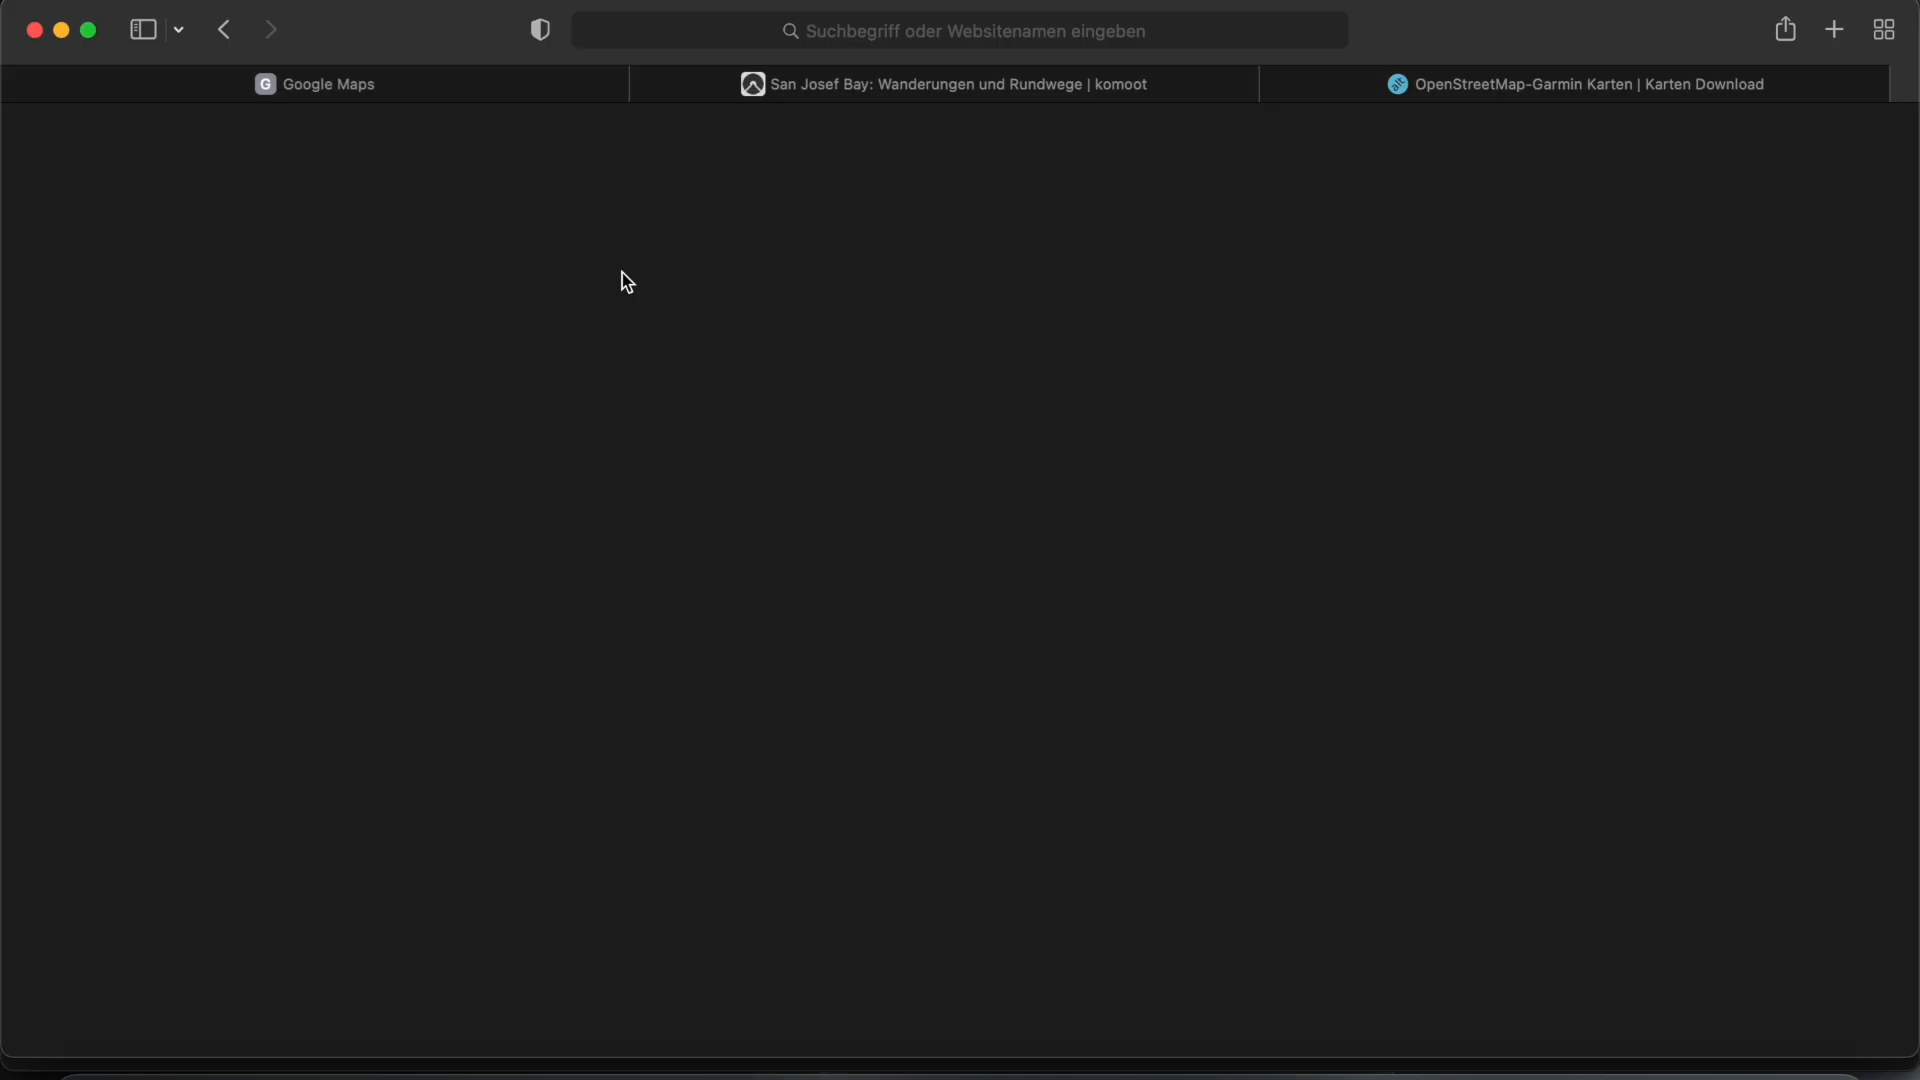 Suchbegriff oder Websitenamen eingeben
G Google Maps
San Josef Bay: Wanderungen und Rundwege | komoot
OpenStreetMap-Garmin Karten | Karten Download